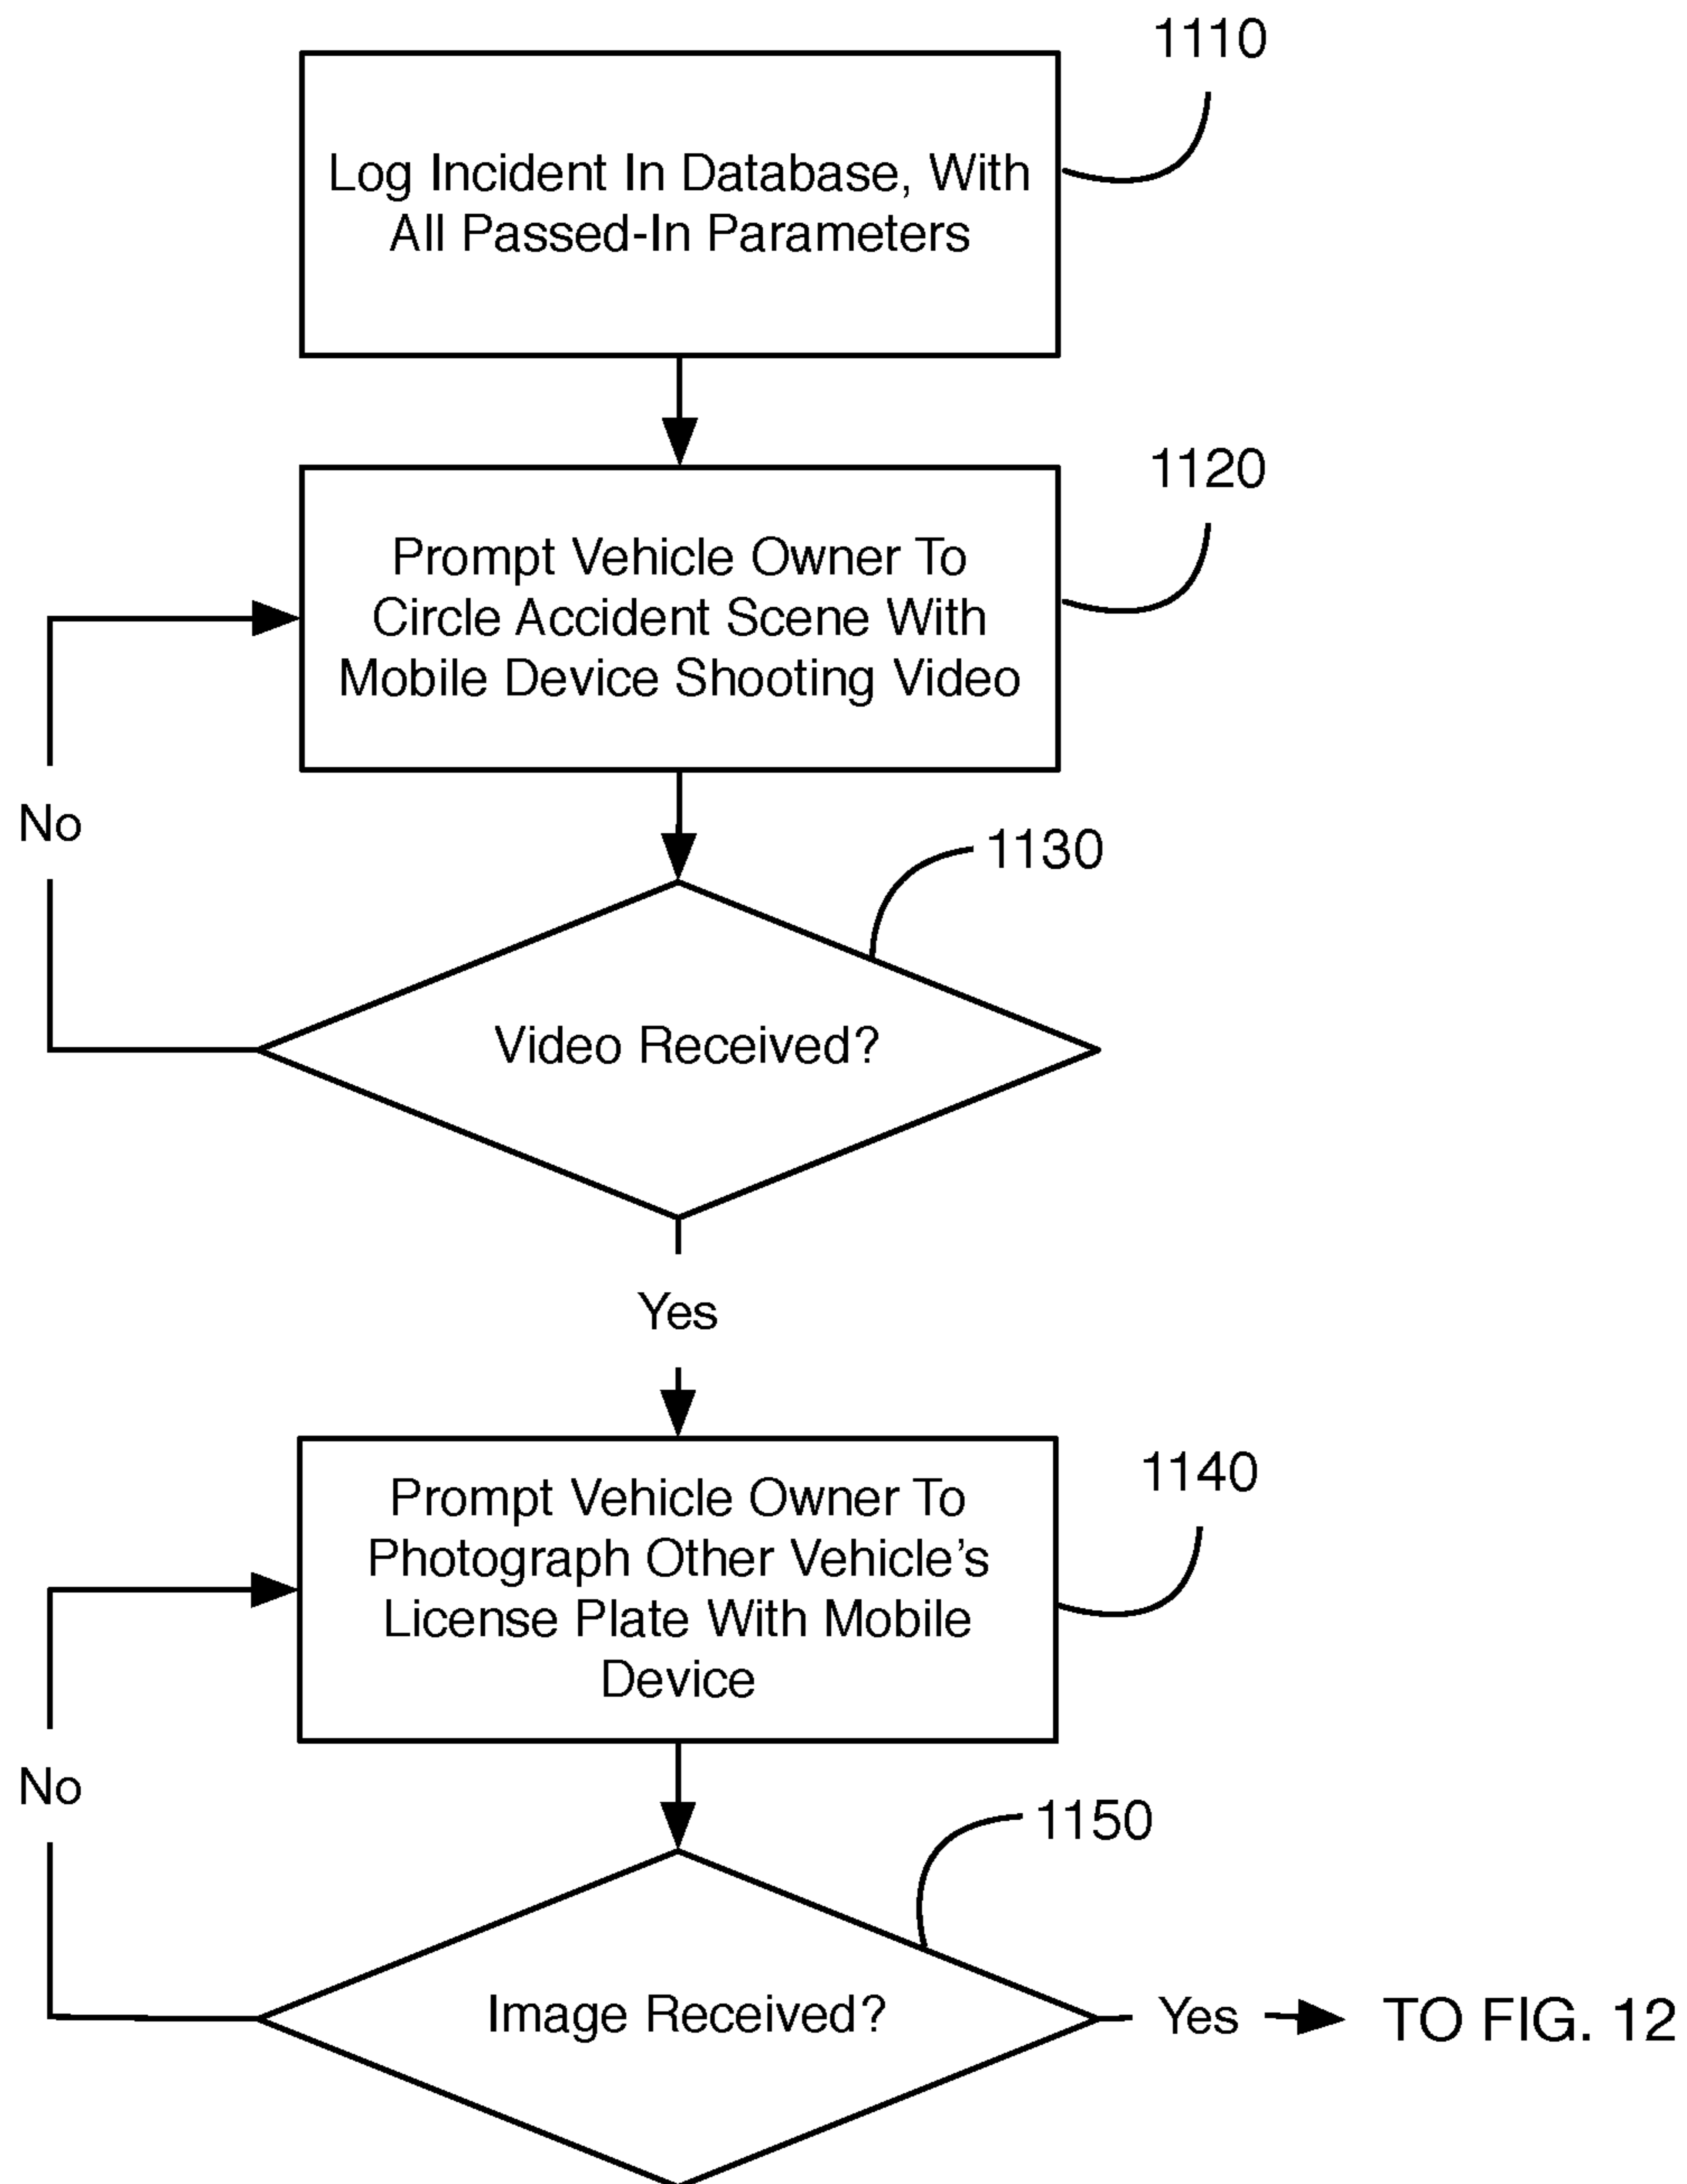 1110
Log Incident In Database, With
All Passed-In Parameters
1120
Prompt Vehicle Owner To
Circle Accident Scene With
Mobile Device Shooting Video
No
1130
Video Received?
Yes
1140
Prompt Vehicle Owner To
Photograph Other Vehicle’s
License Plate With Mobile
Device
No
1150
Image Received?
Yes
TO FIG. 12